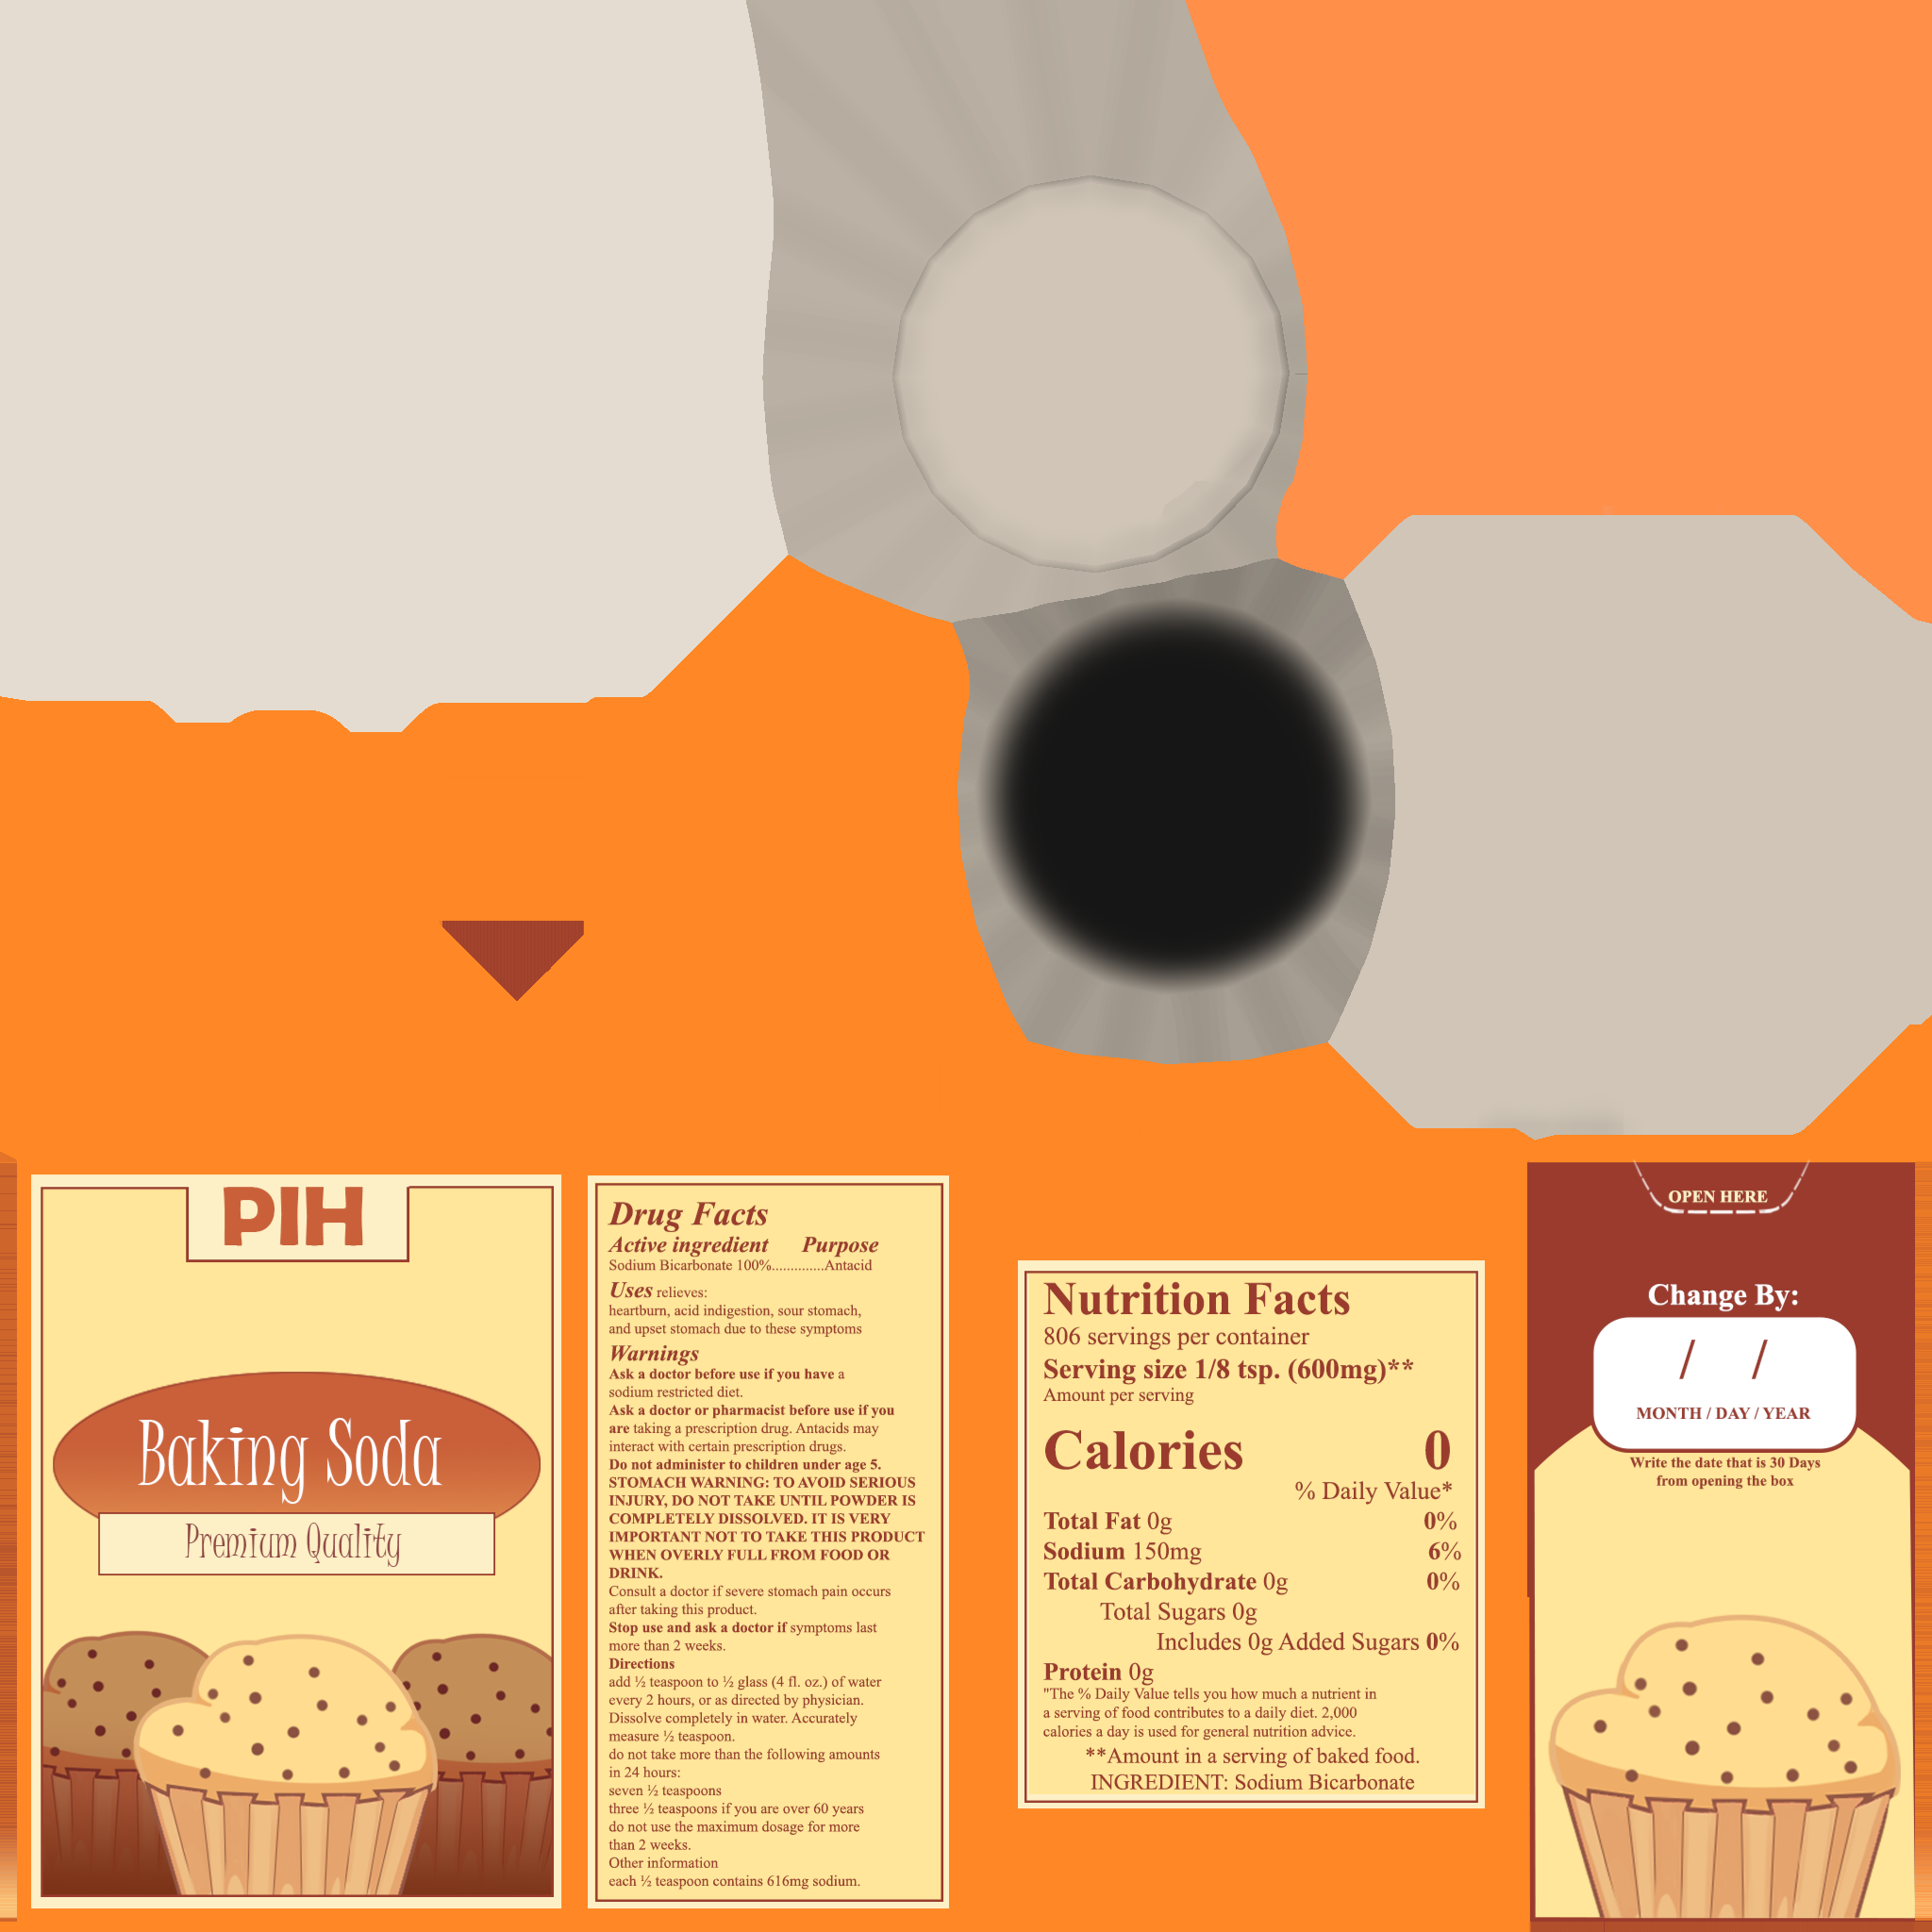 PIH
Baking Soda
Premium Quality
Drug Facts
Active ingredient Purpose
Sodium Bicarbonate 100%..............Antacid
Uses relieves:
heartburn, acid indigestion, sour stomach,
and upset stomach due to these symptoms
Warnings
Ask a doctor before use if you have a
sodium restricted diet.
Ask a doctor or pharmacist before use if you
are taking a prescription drug. Antacids may
interact with certain prescription drugs.
Do not administer to children under age 5.
STOMACH WARNING: TO AVOID SERIOUS
INJURY, DO NOT TAKE UNTIL POWDER IS
COMPLETELY DISSOLVED. IT IS VERY
IMPORTANT NOT TO TAKE THIS PRODUCT
WHEN OVERLY FULL FROM FOOD OR
DRINK.
Consult a doctor if severe stomach pain occurs
after taking this product.
Stop use and ask a doctor if symptoms last
more than 2 weeks.
Directions
add ½ teaspoon to ½ glass (4 fl. oz.) of water
every 2 hours, or as directed by physician.
Dissolve completely in water. Accurately
measure ½ teaspoon.
do not take more than the following amounts
in 24 hours:
seven ½ teaspoons
three ½ teaspoons if you are over 60 years
do not use the maximum dosage for more
than 2 weeks.
Other information
each ½ teaspoon contains 616mg sodium.
Nutrition Facts
806 servings per container
Serving size 1/8 tsp. (600mg)**
Amount per serving
Calories 0
% Daily Value*
Total Fat 0g 0%
Sodium 150mg 6%
Total Carbohydrate 0g 0%
Total Sugars 0g
Includes 0g Added Sugars 0%
Protein 0g
"The % Daily Value tells you how much a nutrient in
a serving of food contributes to a daily diet. 2,000
calories a day is used for general nutrition advice.
**Amount in a serving of baked food.
INGREDIENT: Sodium Bicarbonate
OPEN HERE
Change By:
/ /
MONTH / DAY / YEAR
Write the date that is 30 Days
from opening the box